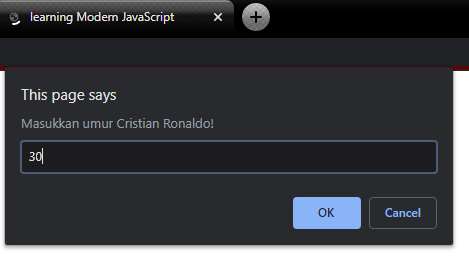 learning Modern JavaScript
This page says
Masukkan umur Cristian Ronaldo!
30
OK Cancel